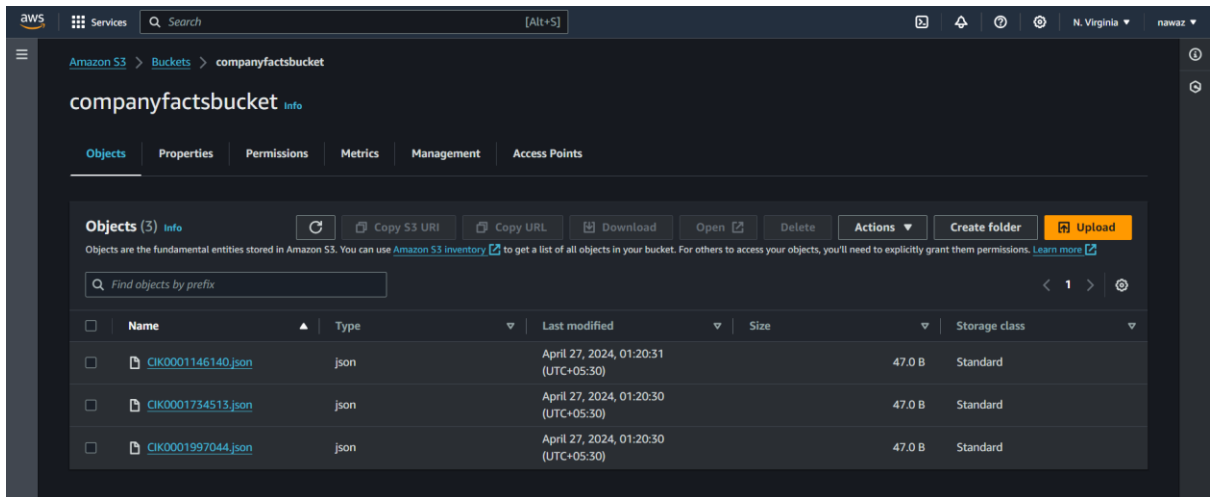 aws Services Search [Alt+S] N. Virginia nawaz
Amazon S3 > Buckets > companyfactsbucket
companyfactsbucket Info
Objects Properties Permissions Metrics Management Access Points
Objects (3) Info Copy S3 URI Copy URL Download Open Delete Actions Create folder Upload
Objects are the fundamental entities stored in Amazon S3. You can use Amazon S3 inventory to get a list of all objects in your bucket. For others to access your objects, you'll need to explicitly grant them permissions. Learn more
Find objects by prefix < 1 >
Name Type Last modified Size Storage class
CIK0001146140.json json April 27, 2024, 01:20:31 (UTC+05:30) 47.0 B Standard
CIK0001734513.json json April 27, 2024, 01:20:30 (UTC+05:30) 47.0 B Standard
CIK0001997044.json json April 27, 2024, 01:20:30 (UTC+05:30) 47.0 B Standard